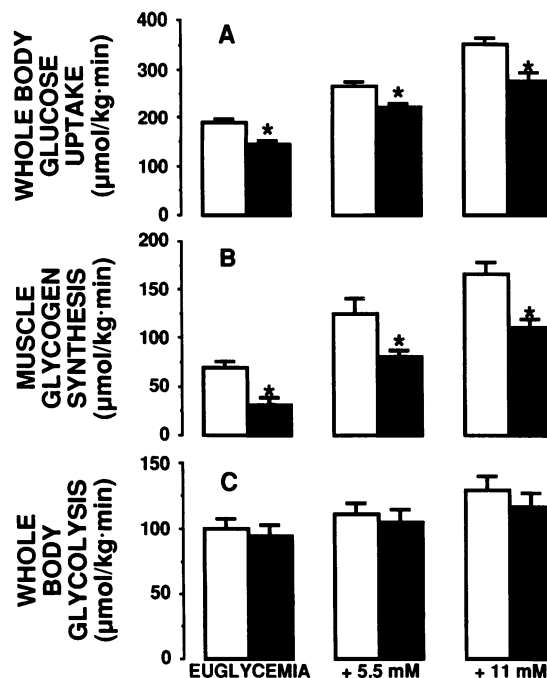 WHOLE BODY
GLUCOSE
UPTAKE
(µmol/kg·min)
400
300
200
100
0
A
*
*
*
MUSCLE
GLYCOGEN
SYNTHESIS
(µmol/kg·min)
200
150
100
50
0
B
*
*
*
WHOLE
BODY
GLYCOLYSIS
(µmol/kg·min)
150
100
50
0
C
EUGLYCEMIA
+ 5.5 mM
+ 11 mM